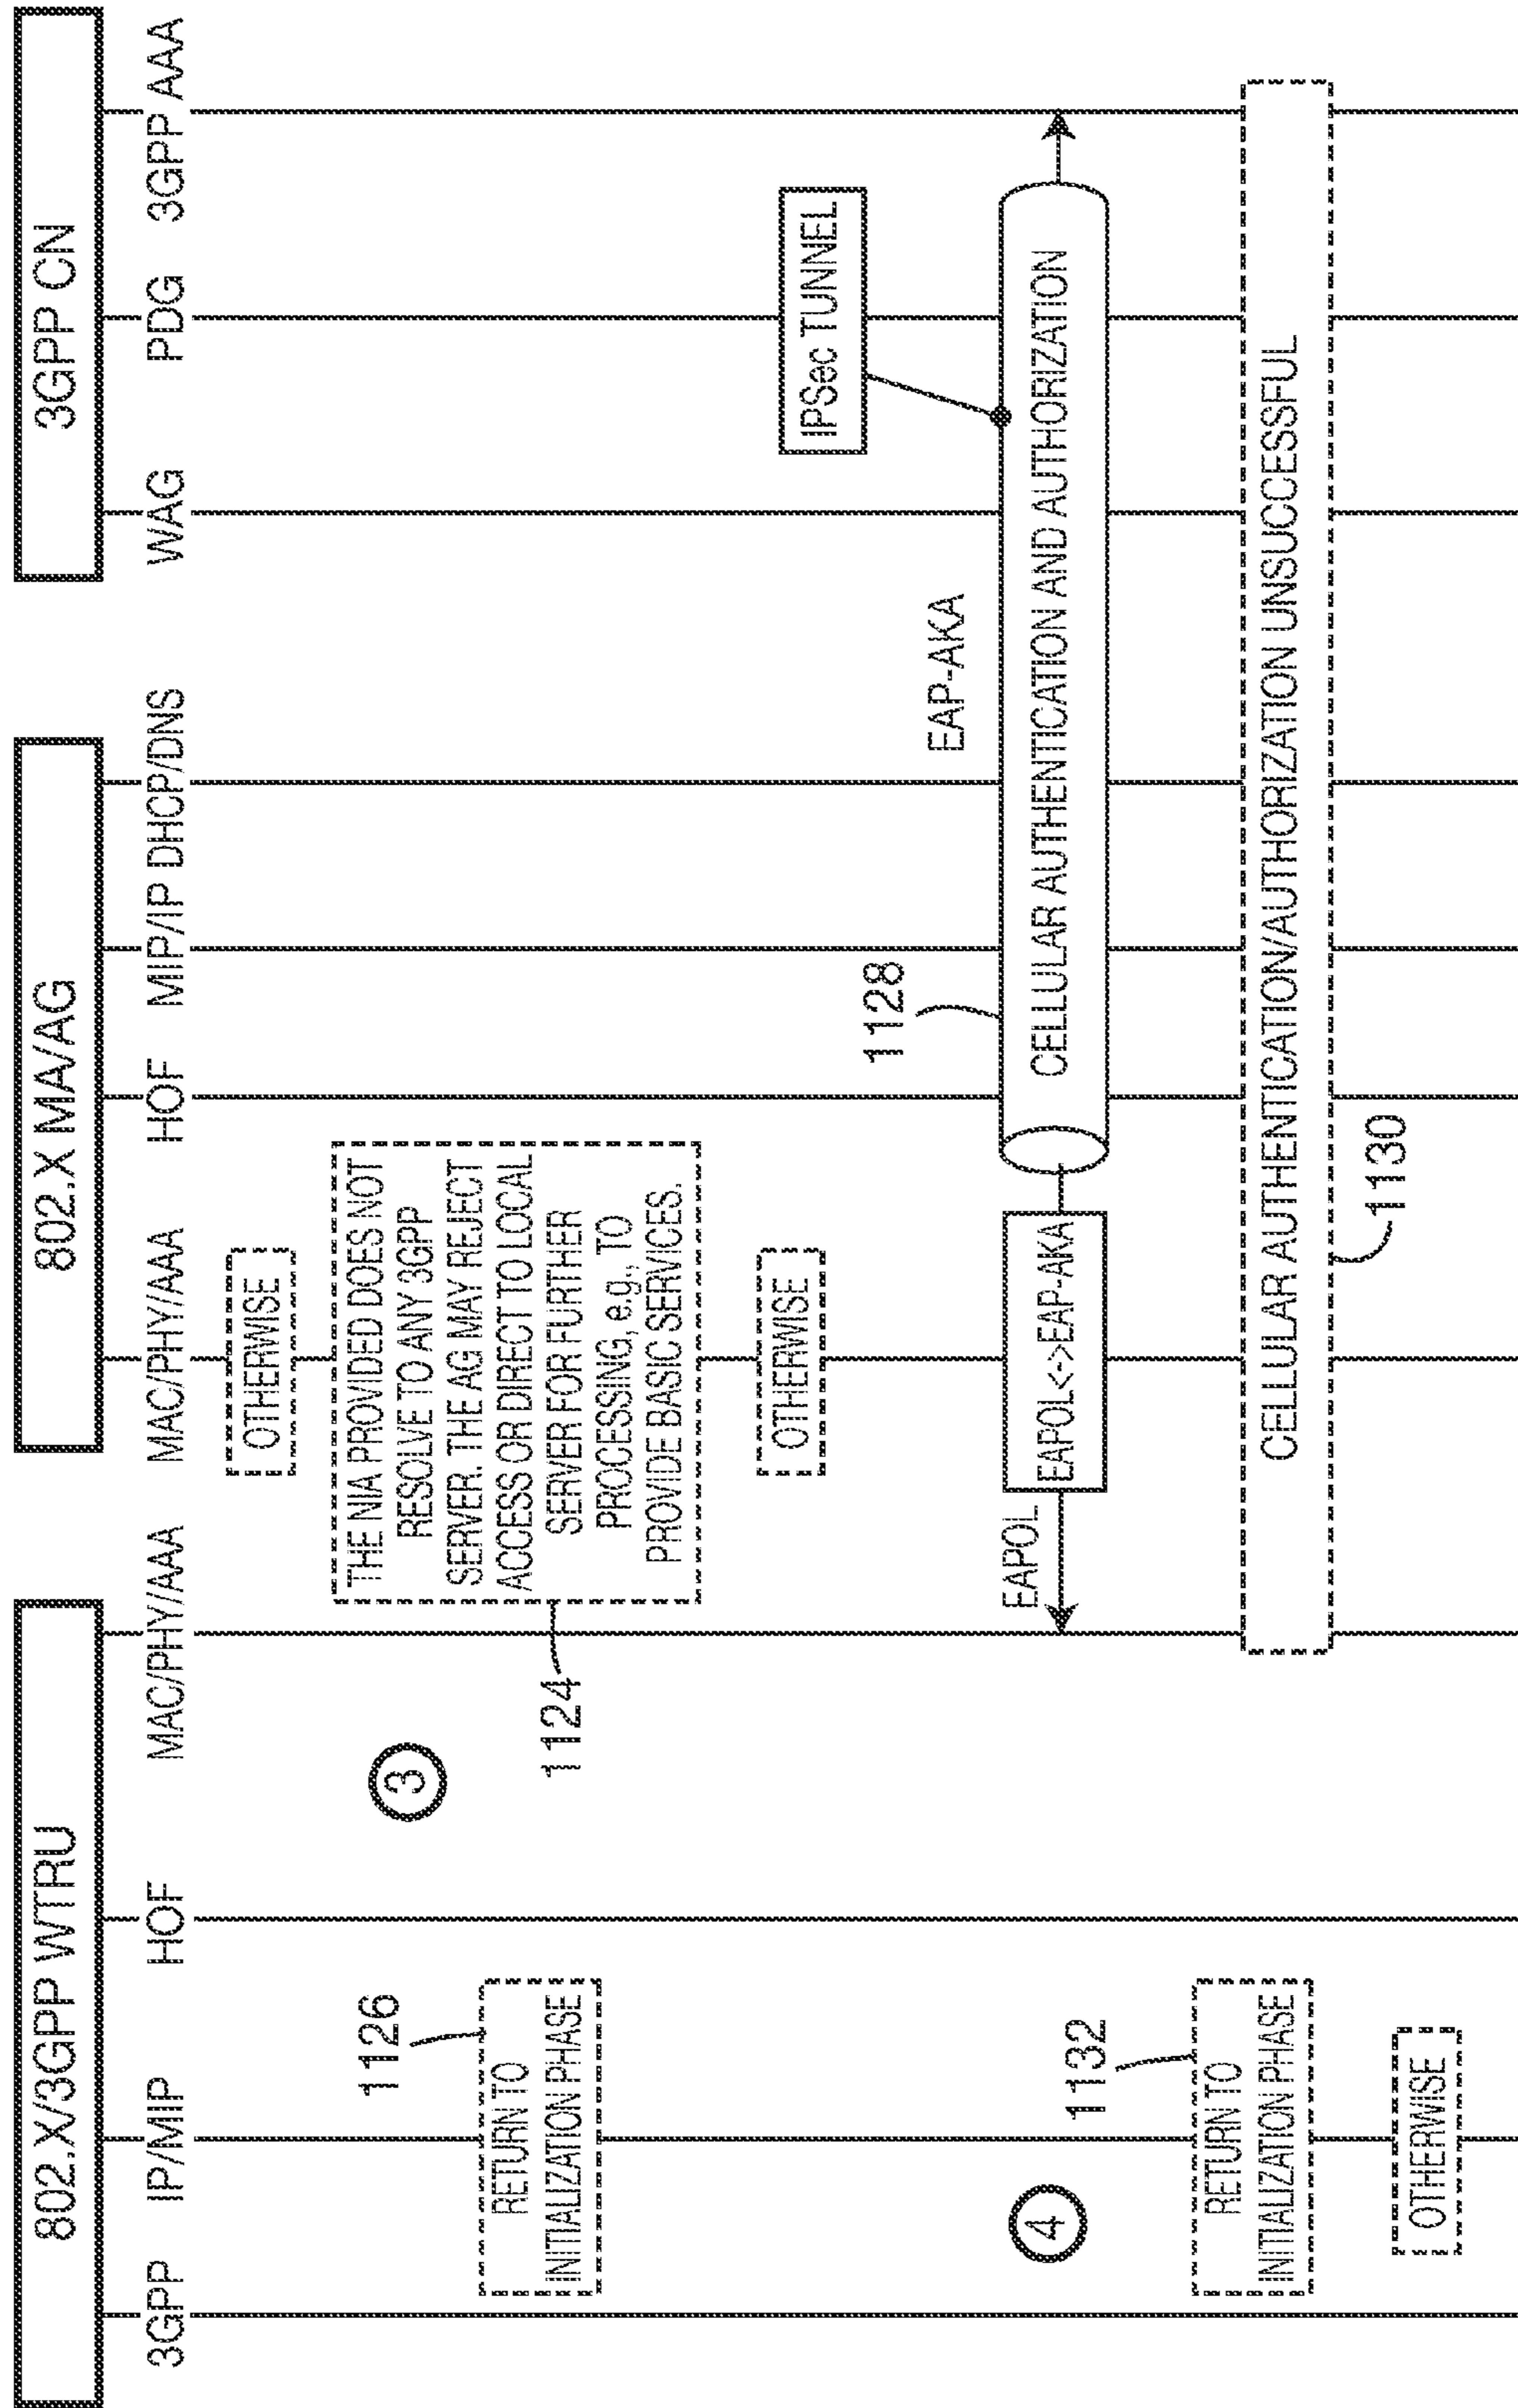 802.X/3GPP WTRU
802.X MA/AG
3GPP CN
3GPP
IP/MIP
HOF
MAC/PHY/AAA
MAC/PHY/AAA
HOF
MIP/IP
DHCP/DNS
WAG
PDG
3GPP AAA
OTHERWISE
3
1126
RETURN TO
INITIALIZATION PHASE
THE NIA PROVIDED DOES NOT
RESOLVE TO ANY 3GPP
SERVER. THE AG MAY REJECT
ACCESS OR DIRECT TO LOCAL
SERVER FOR FURTHER
PROCESSING, e.g., TO
PROVIDE BASIC SERVICES.
1124
OTHERWISE
IPSec TUNNEL
1128
EAP-AKA
EAPOL
EAPOL<->EAP-AKA
CELLULAR AUTHENTICATION AND AUTHORIZATION
4
1132
RETURN TO
INITIALIZATION PHASE
CELLULAR AUTHENTICATION/AUTHORIZATION UNSUCCESSFUL
1130
OTHERWISE